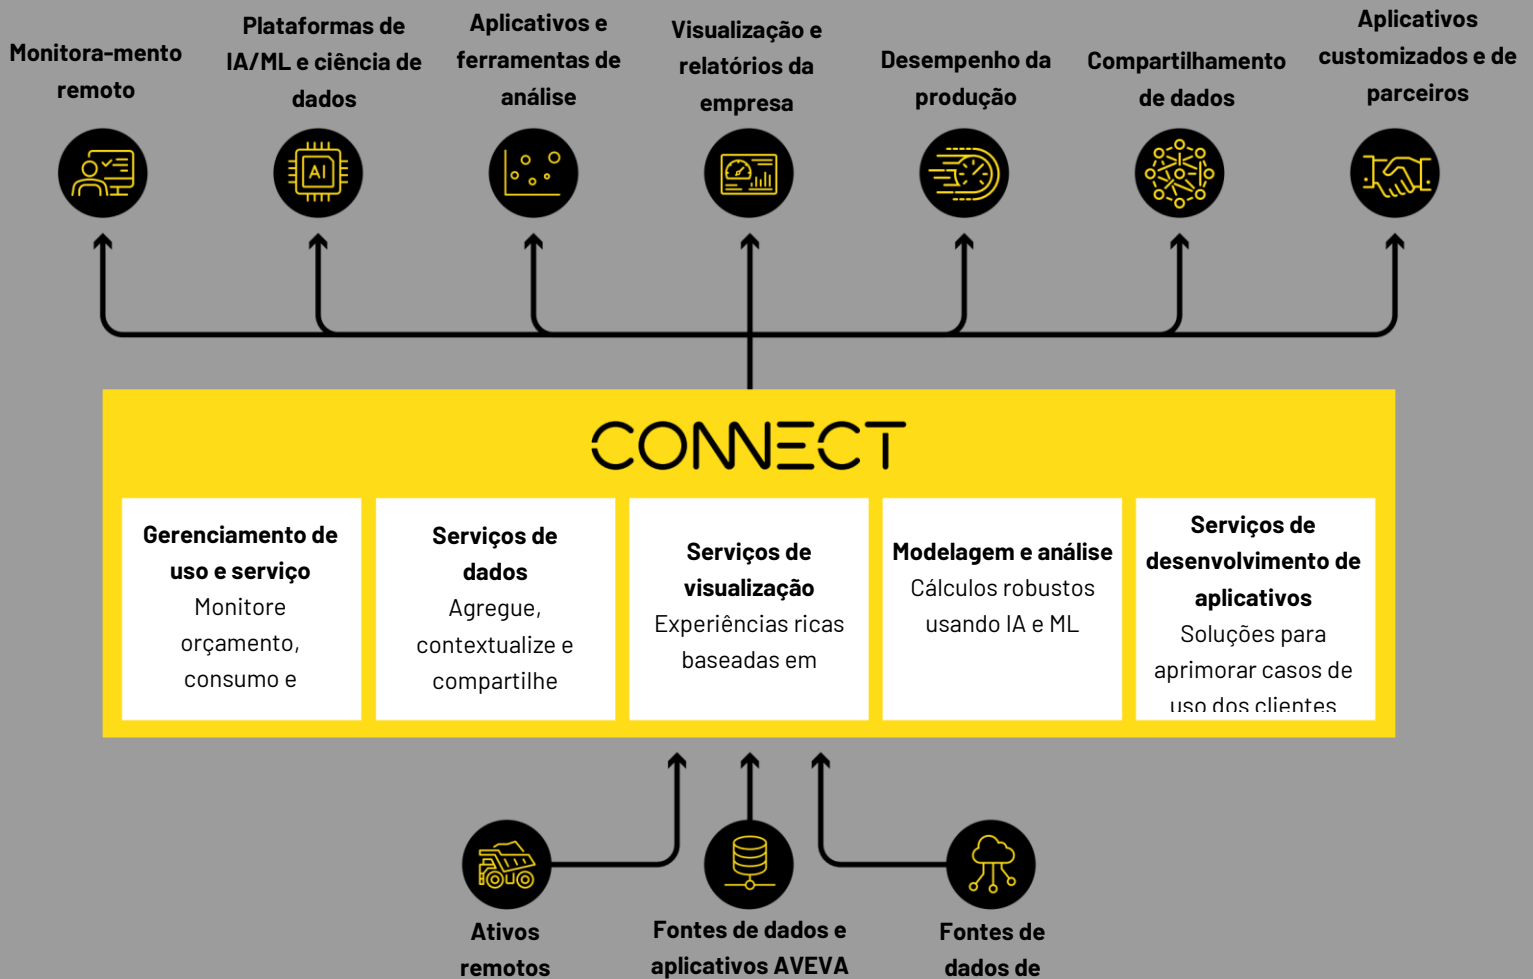 Monitora-mento
remoto
Plataformas de
IA/ML e ciência de
dados
Aplicativos e
ferramentas de
análise
Visualização e
relatórios da
empresa
Desempenho da
produção
Compartilhamento
de dados
Aplicativos
customizados e de
parceiros
AI
CONNECT
Gerenciamento de
uso e serviço
Monitore
orçamento,
consumo e
Serviços de
dados
Agregue,
contextualize e
compartilhe
Serviços de
visualização
Experiências ricas
baseadas em
Modelagem e análise
Cálculos robustos
usando IA e ML
Serviços de
desenvolvimento de
aplicativos
Soluções para
aprimorar casos de
uso dos clientes
Ativos
remotos
Fontes de dados e
aplicativos AVEVA
Fontes de
dados de